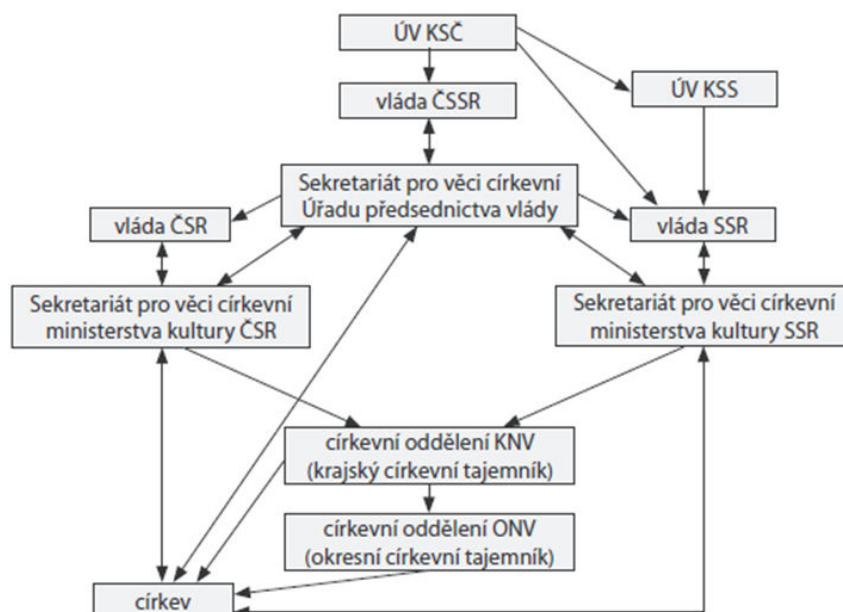 ÚV KSČ
vláda ČSSR
ÚV KSS
Sekretariát pro věci církevní
Úřadu předsednictva vlády
vláda ČSR
vláda SSR
Sekretariát pro věci církevní
ministerstva kultury ČSR
Sekretariát pro věci církevní
ministerstva kultury SSR
církevní oddělení KNV
(krajský církevní tajemník)
církevní oddělení ONV
(okresní církevní tajemník)
církev